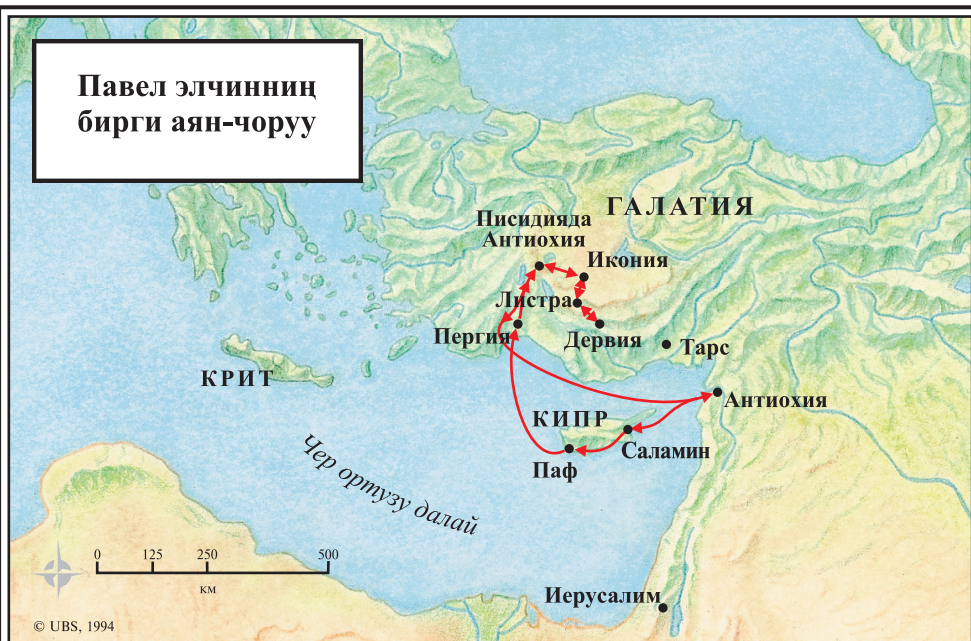 Павел элчинниң
бирги аян-чоруу
ГАЛАТИЯ
Писидияда
Антиохия
Икония
Листра
Пергия
Дервия
Тарс
КРИТ
Антиохия
КИПР
Саламин
Паф
Чер ортузу далай
0 125 250 500
км
Иерусалим
© UBS, 1994